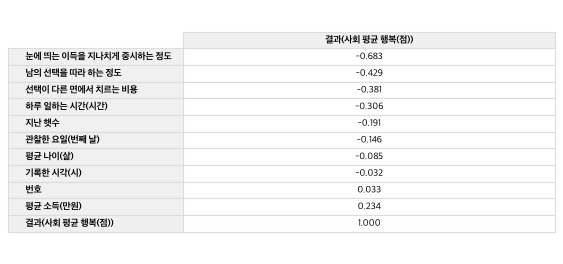 결과(사회 평균 행복(점))
눈에 띄는 이득을 지나치게 중시하는 정도 -0.683
남의 선택을 따라 하는 정도 -0.429
선택이 다른 면에서 치르는 비용 -0.381
하루 일하는 시간(시간) -0.306
지난 햇수 -0.191
관찰한 요일(번째 날) -0.146
평균 나이(살) -0.085
기록한 시각(시) -0.032
번호 0.033
평균 소득(만원) 0.234
결과(사회 평균 행복(점)) 1.000